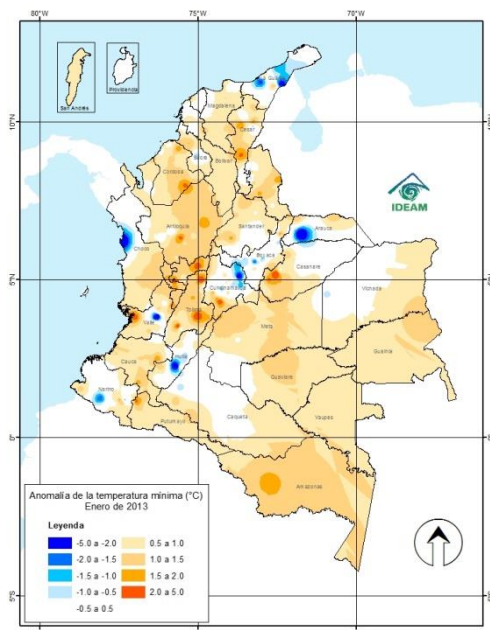 80°W
75°W
70°W
San Andrés
Providencia
Guajira
Magdalena
10°N
Cesar
Sucre
Bolívar
Córdoba
IDEAM
Antioquia
Santander
Arauca
Chocó
Boyacá
Casanare
Cundinamarca
Vichada
Tolima
Valle
Meta
Cauca
Huila
Guainía
Guaviare
Nariño
Caquetá
Vaupés
Putumayo
Amazonas
Anomalía de la temperatura mínima (°C)
Enero de 2013
Leyenda
-5.0 a -2.0 0.5 a 1.0
-2.0 a -1.5 1.0 a 1.5
-1.5 a -1.0 1.5 a 2.0
-1.0 a -0.5 2.0 a 5.0
-0.5 a 0.5
5°S